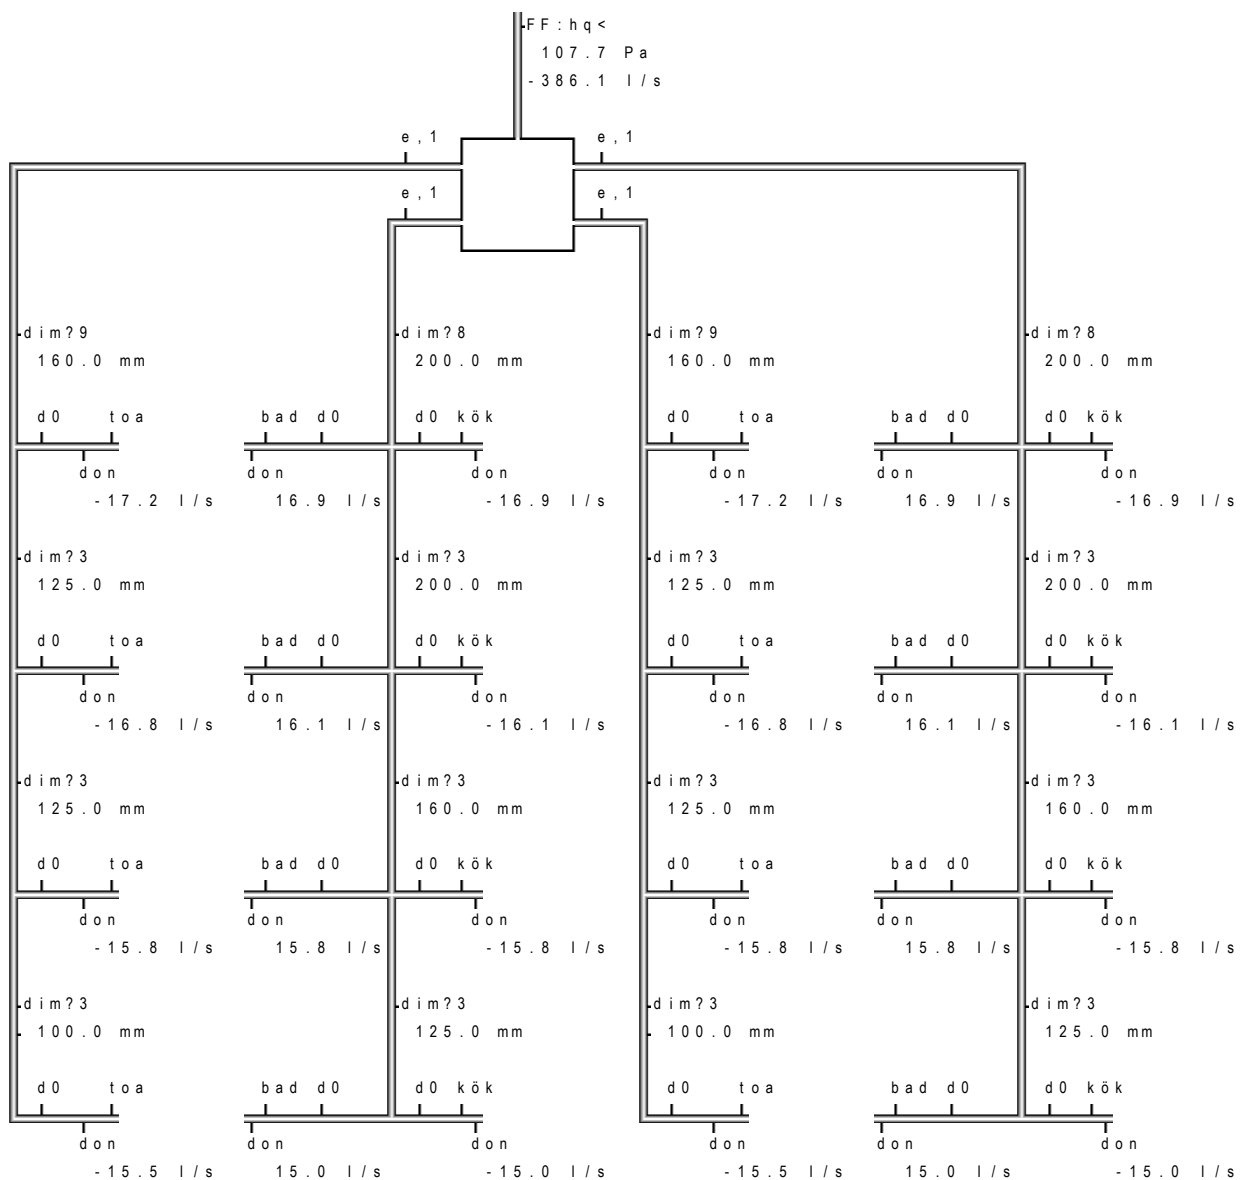 FF:hq<
107.7 Pa
-386.1 l/s
e,1 e,1
e,1 e,1
dim?9 dim?8 dim?9 dim?8
160.0 mm 200.0 mm 160.0 mm 200.0 mm
d0 toa bad d0 d0 kök d0 toa bad d0 d0 kök
don don don don don don
-17.2 l/s 16.9 l/s -16.9 l/s -17.2 l/s 16.9 l/s -16.9 l/s
dim?3 dim?3 dim?3 dim?3
125.0 mm 200.0 mm 125.0 mm 200.0 mm
d0 toa bad d0 d0 kök d0 toa bad d0 d0 kök
don don don don don don
-16.8 l/s 16.1 l/s -16.1 l/s -16.8 l/s 16.1 l/s -16.1 l/s
dim?3 dim?3 dim?3 dim?3
125.0 mm 160.0 mm 125.0 mm 160.0 mm
d0 toa bad d0 d0 kök d0 toa bad d0 d0 kök
don don don don don don
-15.8 l/s 15.8 l/s -15.8 l/s -15.8 l/s 15.8 l/s -15.8 l/s
dim?3 dim?3 dim?3 dim?3
100.0 mm 125.0 mm 100.0 mm 125.0 mm
d0 toa bad d0 d0 kök d0 toa bad d0 d0 kök
don don don don don don
-15.5 l/s 15.0 l/s -15.0 l/s -15.5 l/s 15.0 l/s -15.0 l/s